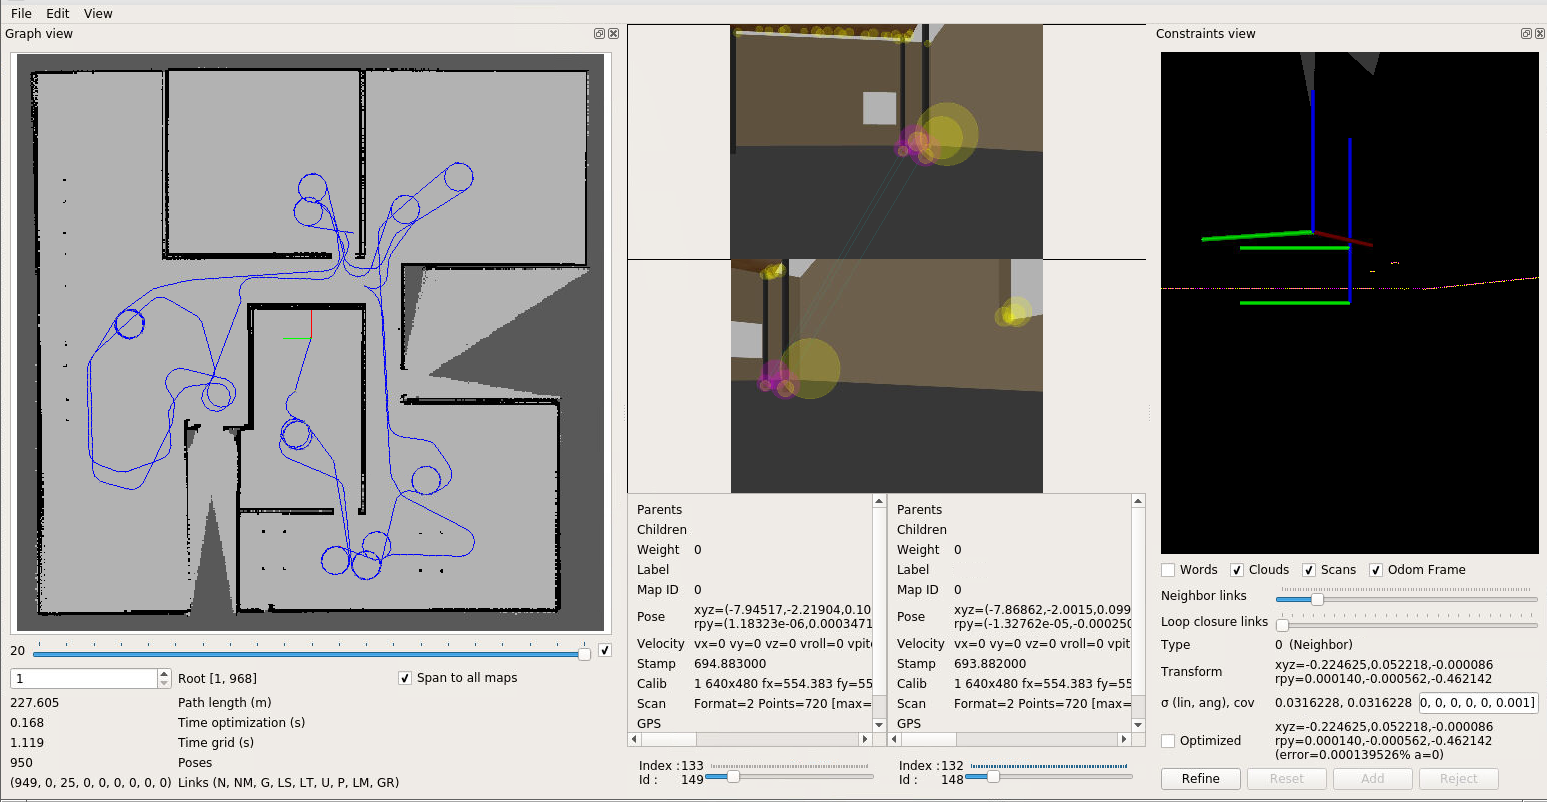 File Edit View
Graph view
20
1 Root [1, 968] Span to all maps
227.605 Path length (m)
0.168 Time optimization (s)
1.119 Time grid (s)
950 Poses
(949, 0, 25, 0, 0, 0, 0, 0, 0) Links (N, NM, G, LS, LT, U, P, LM, GR)
Parents
Children
Weight 0
Label
Map ID 0
Pose xyz=(-7.94517,-2.21904,0.10
rpy=(1.18323e-06,0.0003471
Velocity vx=0 vy=0 vz=0 vroll=0 vpit
Stamp 694.883000
Calib 1 640x480 fx=554.383 fy=55
Scan Format=2 Points=720 [max=
GPS
Index : 133
Id : 149
Parents
Children
Weight 0
Label
Map ID 0
Pose xyz=(-7.86862,-2.0015,0.099
rpy=(-1.32762e-05,-0.000250
Velocity vx=0 vy=0 vz=0 vroll=0 vpit
Stamp 693.882000
Calib 1 640x480 fx=554.383 fy=55
Scan Format=2 Points=720 [max=
GPS
Index : 132
Id : 148
Constraints view
Words Clouds Scans Odom Frame
Neighbor links
Loop closure links
Type 0 (Neighbor)
Transform xyz=-0.224625,0.052218,-0.000086
rpy=0.000140,-0.000562,-0.462142
σ (lin, ang), cov 0.0316228, 0.0316228 0, 0, 0, 0, 0, 0.001]
Optimized xyz=-0.224625,0.052218,-0.000086
rpy=0.000140,-0.000562,-0.462142
(error=0.000139526% a=0)
Refine Reset Add Reject